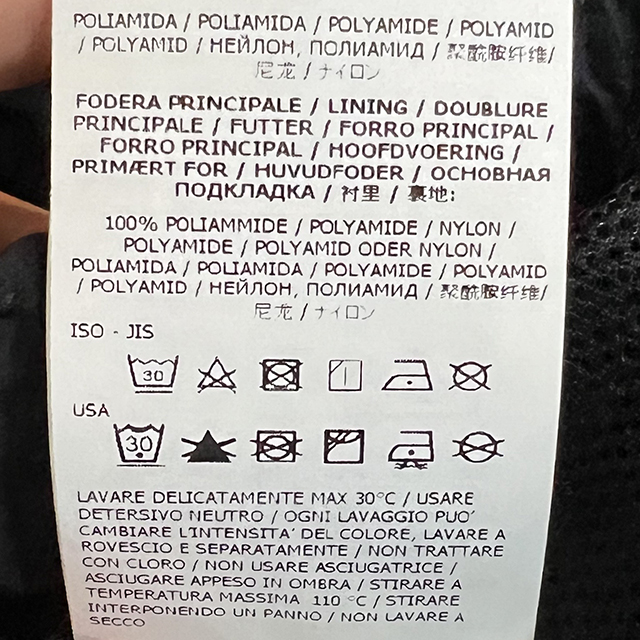 POLIAMIDA / POLIAMIDA / POLYAMIDE / POLYAMID
/ POLYAMID / НЕЙЛОН, ПОЛИАМИД / 聚酰胺纤维/
尼龙 / ナイロン
FODERA PRINCIPALE / LINING / DOUBLURE
PRINCIPALE / FUTTER / FORRO PRINCIPAL /
FORRO PRINCIPAL / HOOFDVOERING /
PRIMÆRT FOR / HUVUDFODER / ОСНОВНАЯ
ПОДКЛАДКА / 衬里 / 裏地:
100% POLIAMMIDE / POLYAMIDE / NYLON /
POLYAMIDE / POLYAMID ODER NYLON /
POLIAMIDA / POLIAMIDA / POLYAMIDE / POLYAMID
/ POLYAMID / НЕЙЛОН, ПОЛИАМИД / 聚酰胺纤维/
尼龙 / ナイロン
ISO - JIS
30
USA
30
LAVARE DELICATAMENTE MAX 30°C / USARE
DETERSIVO NEUTRO / OGNI LAVAGGIO PUO'
CAMBIARE L'INTENSITA' DEL COLORE, LAVARE A
ROVESCIO E SEPARATAMENTE / NON TRATTARE
CON CLORO / NON USARE ASCIUGATRICE /
ASCIUGARE APPESO IN OMBRA / STIRARE A
TEMPERATURA MASSIMA 110 °C / STIRARE
INTERPONENDO UN PANNO / NON LAVARE A
SECCO